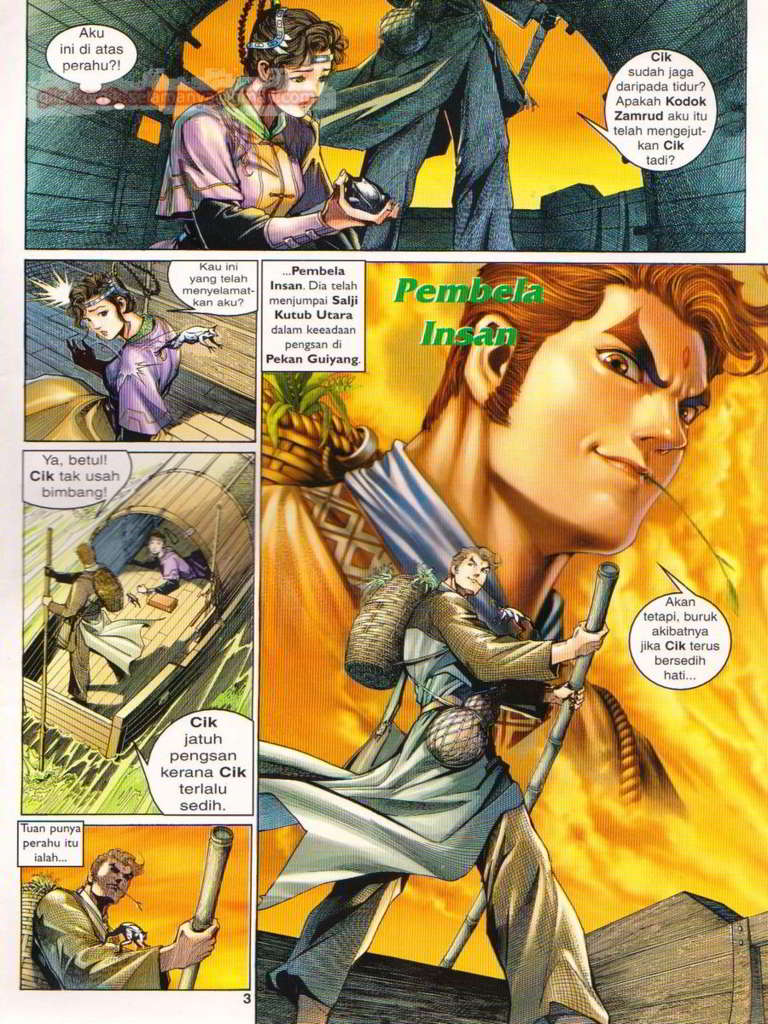 Aku
ini di atas
perahu?!
Cik
sudah jaga
daripada tidur?
Apakah Kodok
Zamrud aku itu
telah mengejut-
kan Cik
tadi?
Kau ini
yang telah
menyelamat-
kan aku?
Ya, betul!
Cik tak usah
bimbang!
Cik
jatuh
pengsan
kerana Cik
terlalu
sedih.
Tuan punya
perahu itu
ialah...
...Pembela
Insan. Dia telah
menjumpai Salji
Kutub Utara
dalam keeadaan
pengsan di
Pekan Guiyang.
Pembela
Insan
Akan
tetapi, buruk
akibatnya
jika Cik terus
bersedih
hati...
3